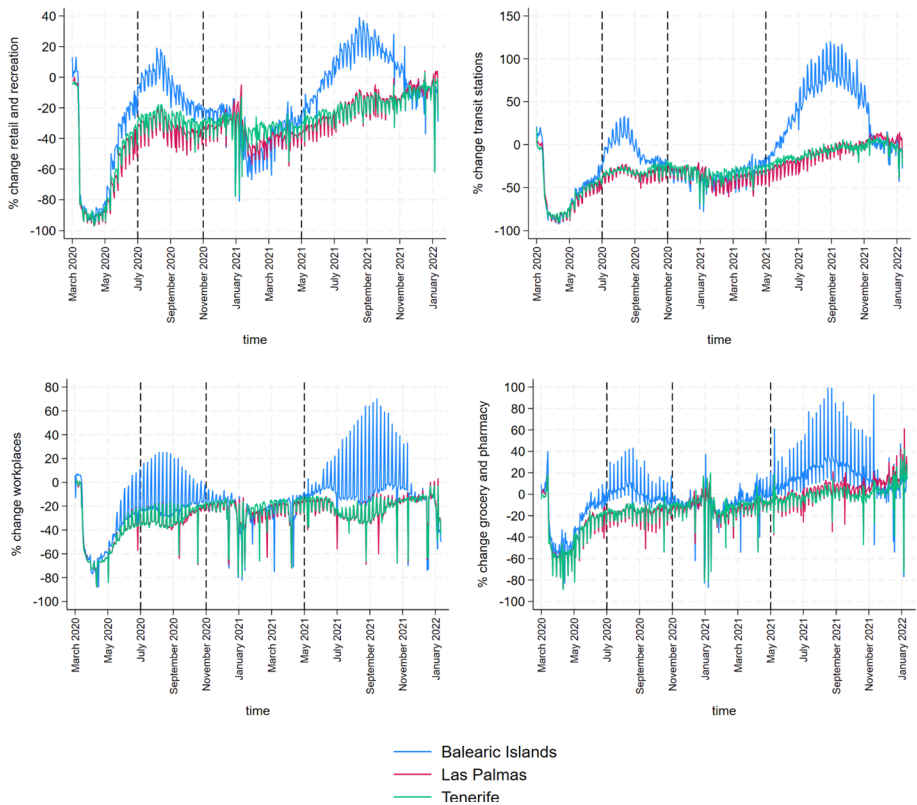 % change retail and recreation
40
20
0
-20
-40
-60
-80
-100
March 2020
May 2020
July 2020
September 2020
November 2020
January 2021
March 2021
May 2021
July 2021
September 2021
November 2021
January 2022
time
% change transit stations
150
100
50
0
-50
-100
March 2020
May 2020
July 2020
September 2020
November 2020
January 2021
March 2021
May 2021
July 2021
September 2021
November 2021
January 2022
time
% change workplaces
80
60
40
20
0
-20
-40
-60
-80
-100
March 2020
May 2020
July 2020
September 2020
November 2020
January 2021
March 2021
May 2021
July 2021
September 2021
November 2021
January 2022
time
% change grocery and pharmacy
100
80
60
40
20
0
-20
-40
-60
-80
-100
March 2020
May 2020
July 2020
September 2020
November 2020
January 2021
March 2021
May 2021
July 2021
September 2021
November 2021
January 2022
time
Balearic Islands
Las Palmas
Tenerife